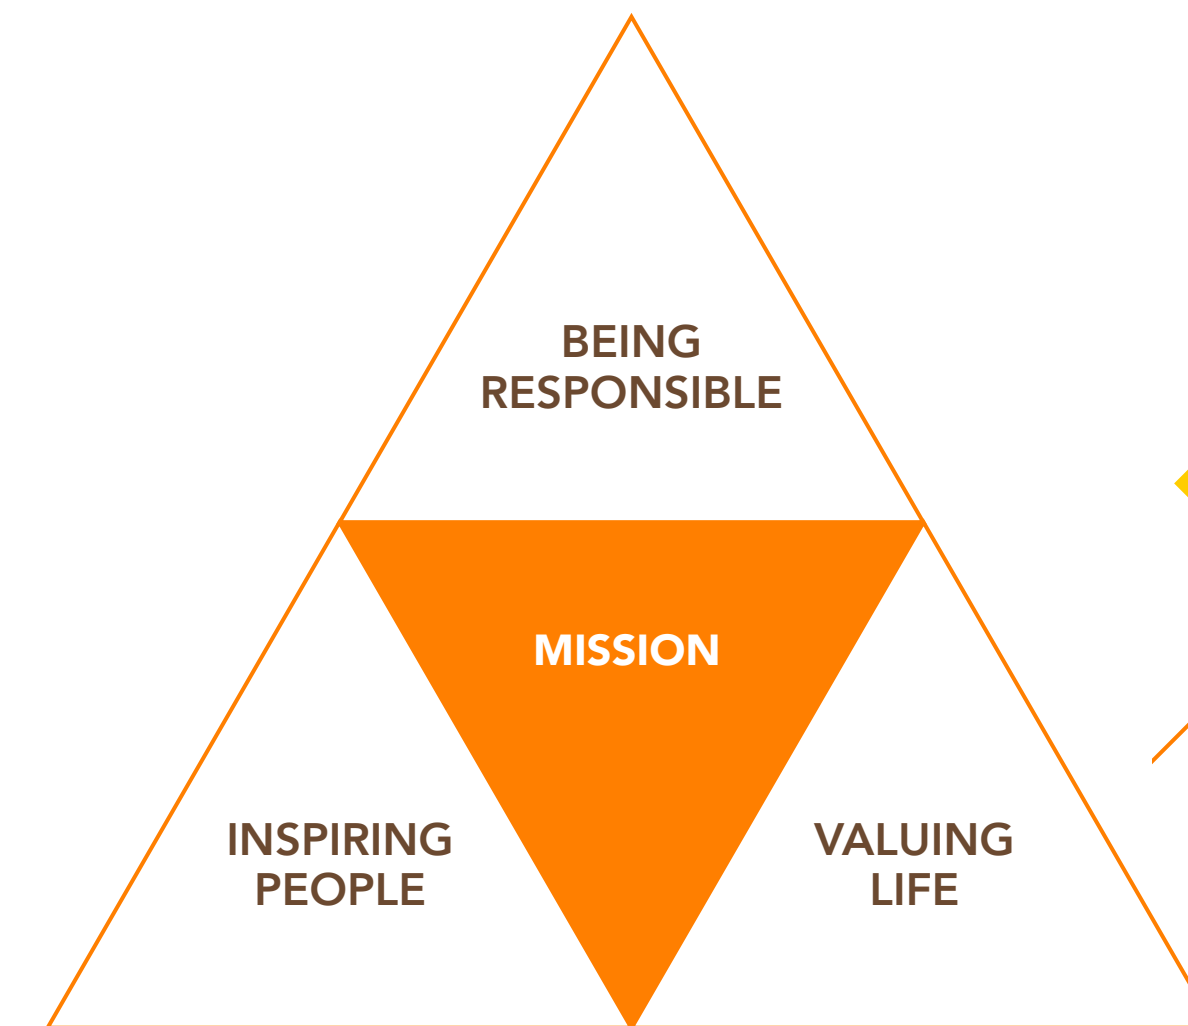 BEING
RESPONSIBLE
MISSION
INSPIRING
PEOPLE
VALUING
LIFE